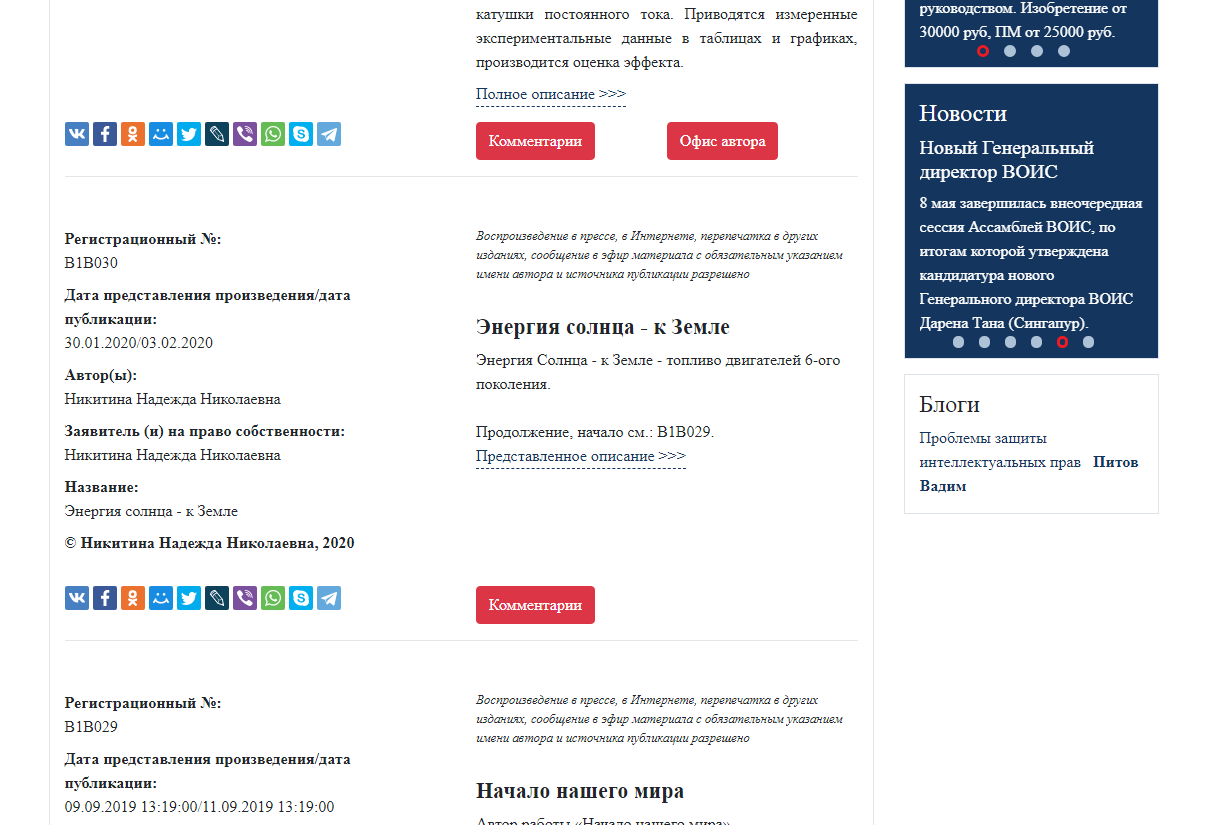 катушки постоянного тока. Приводятся измеренные
экспериментальные данные в таблицах и графиках,
производится оценка эффекта.
Полное описание >>>
Комментарии
Офис автора
Регистрационный №:
B1B030
Дата представления произведения/дата
публикации:
30.01.2020/03.02.2020
Автор(ы):
Никитина Надежда Николаевна
Заявитель (и) на право собственности:
Никитина Надежда Николаевна
Название:
Энергия солнца - к Земле
© Никитина Надежда Николаевна, 2020
Воспроизведение в прессе, в Интернете, перепечатка в других
изданиях, сообщение в эфир материала с обязательным указанием
имени автора и источника публикации разрешено
Энергия солнца - к Земле
Энергия Солнца - к Земле - топливо двигателей 6-ого
поколения.
Продолжение, начало см.: B1B029.
Представленное описание >>>
Комментарии
Регистрационный №:
B1B029
Дата представления произведения/дата
публикации:
09.09.2019 13:19:00/11.09.2019 13:19:00
Воспроизведение в прессе, в Интернете, перепечатка в других
изданиях, сообщение в эфир материала с обязательным указанием
имени автора и источника публикации разрешено
Начало нашего мира
Автор работы «Начало нашего мира»
руководством. Изобретение от
30000 руб, ПМ от 25000 руб.
Новости
Новый Генеральный
директор ВОИС
8 мая завершилась внеочередная
сессия Ассамблей ВОИС, по
итогам которой утверждена
кандидатура нового
Генерального директора ВОИС
Дарена Тана (Сингапур).
Блоги
Проблемы защиты
интеллектуальных прав Питов
Вадим